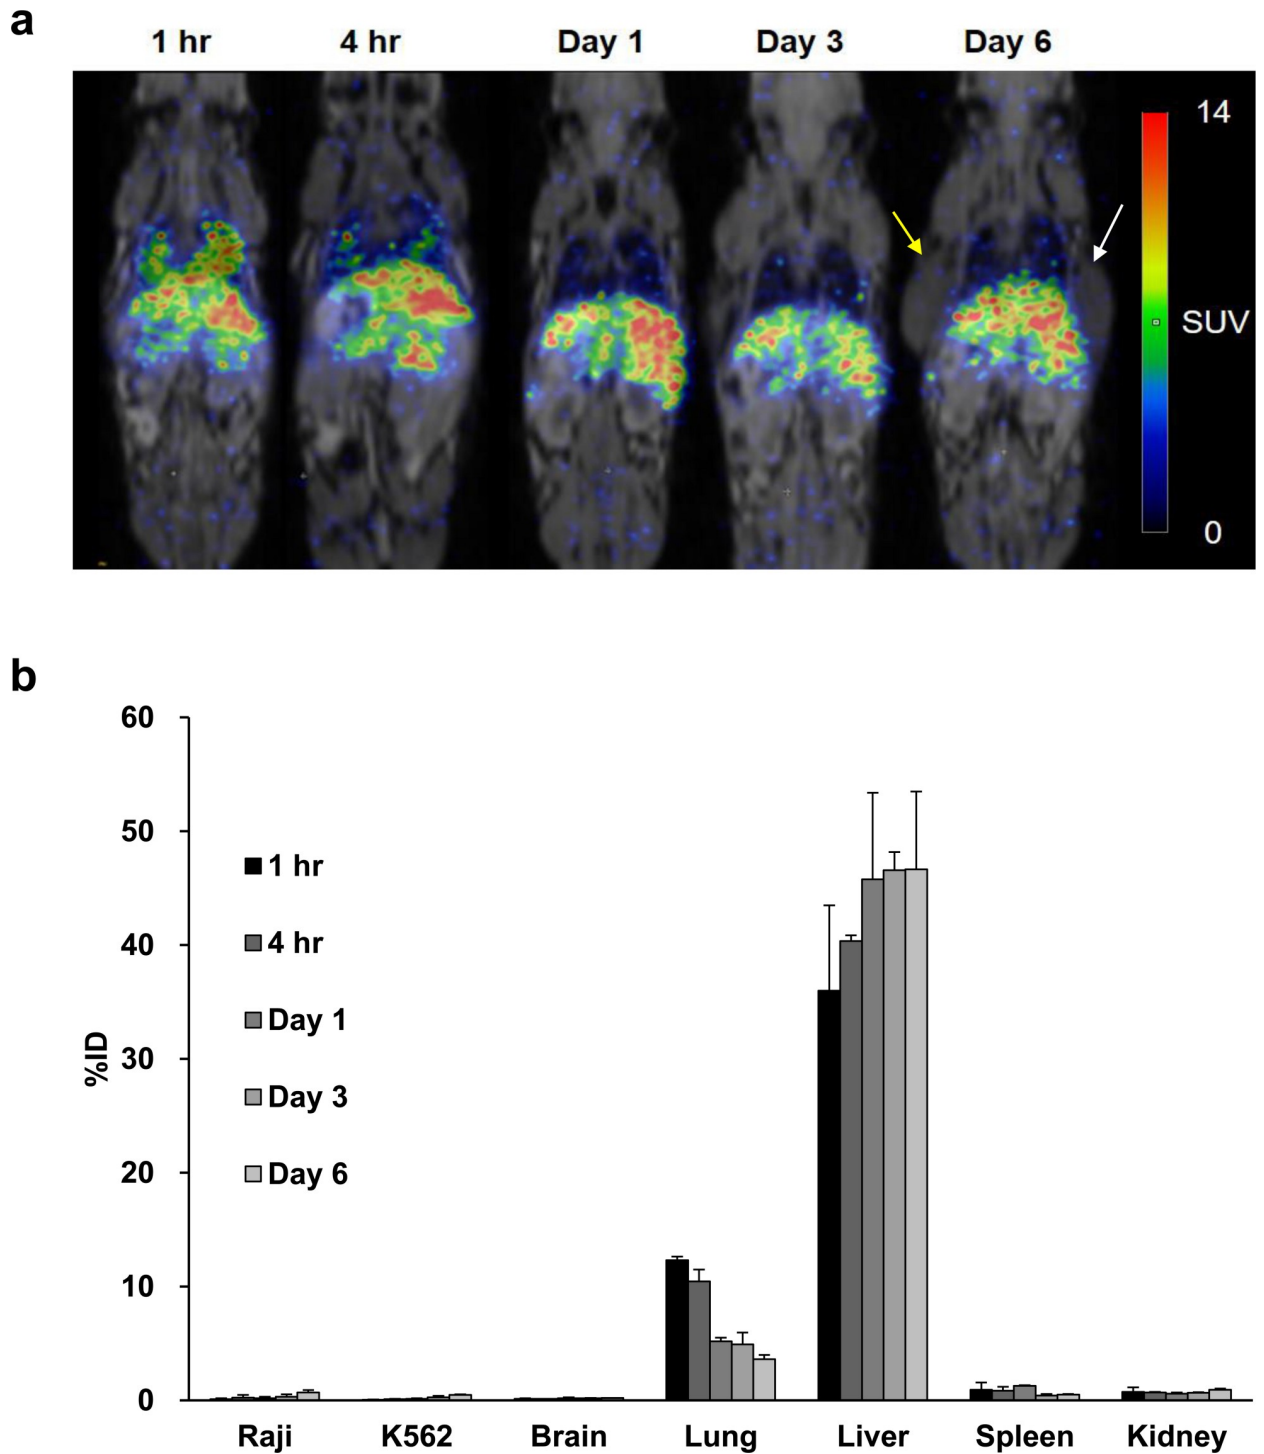 a
1 hr 4 hr Day 1 Day 3 Day 6
14
SUV
0
b
60
50
40
30
20
10
0
%ID
1 hr
4 hr
Day 1
Day 3
Day 6
Raji K562 Brain Lung Liver Spleen Kidney